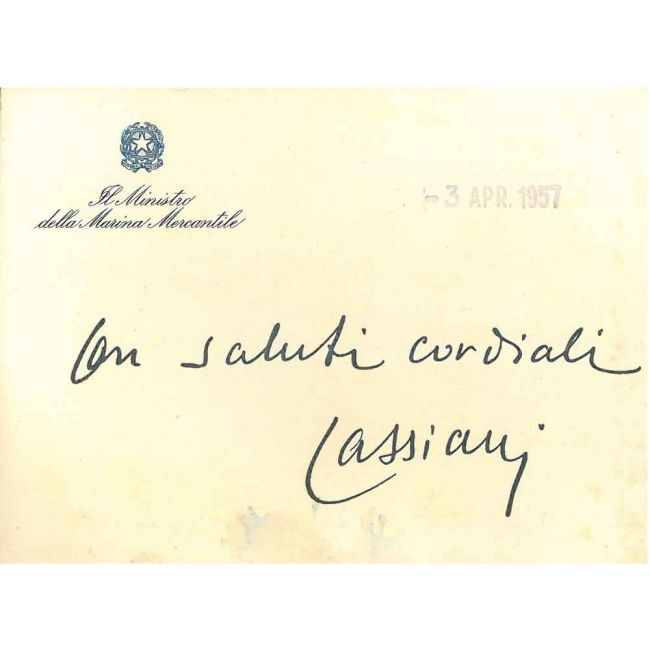 Il Ministro
della Marina Mercantile
- 3 APR. 1957
Con saluti cordiali
Cassiani